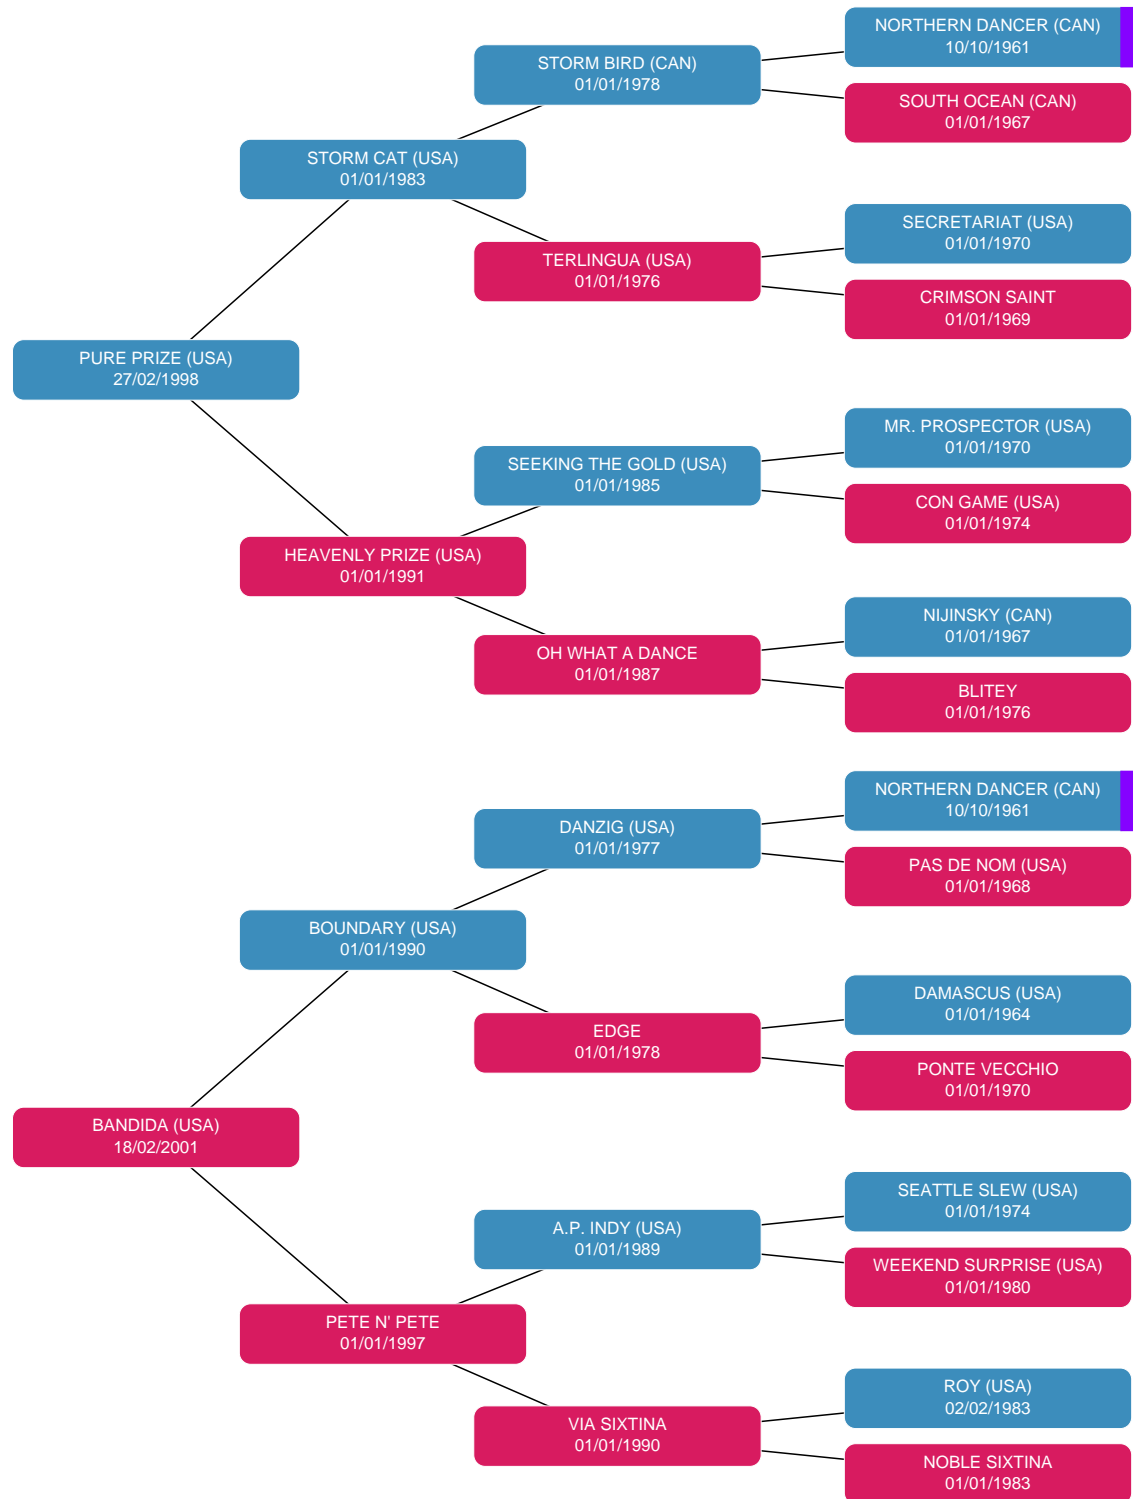 NORTHERN DANCER (CAN)
10/10/1961
STORM BIRD (CAN)
01/01/1978
SOUTH OCEAN (CAN)
01/01/1967
STORM CAT (USA)
01/01/1983
SECRETARIAT (USA)
01/01/1970
TERLINGUA (USA)
01/01/1976
CRIMSON SAINT
01/01/1969
PURE PRIZE (USA)
27/02/1998
MR. PROSPECTOR (USA)
01/01/1970
SEEKING THE GOLD (USA)
01/01/1985
CON GAME (USA)
01/01/1974
HEAVENLY PRIZE (USA)
01/01/1991
NIJINSKY (CAN)
01/01/1967
OH WHAT A DANCE
01/01/1987
BLITEY
01/01/1976
NORTHERN DANCER (CAN)
10/10/1961
DANZIG (USA)
01/01/1977
PAS DE NOM (USA)
01/01/1968
BOUNDARY (USA)
01/01/1990
DAMASCUS (USA)
01/01/1964
EDGE
01/01/1978
PONTE VECCHIO
01/01/1970
BANDIDA (USA)
18/02/2001
SEATTLE SLEW (USA)
01/01/1974
A.P. INDY (USA)
01/01/1989
WEEKEND SURPRISE (USA)
01/01/1980
PETE N' PETE
01/01/1997
ROY (USA)
02/02/1983
VIA SIXTINA
01/01/1990
NOBLE SIXTINA
01/01/1983